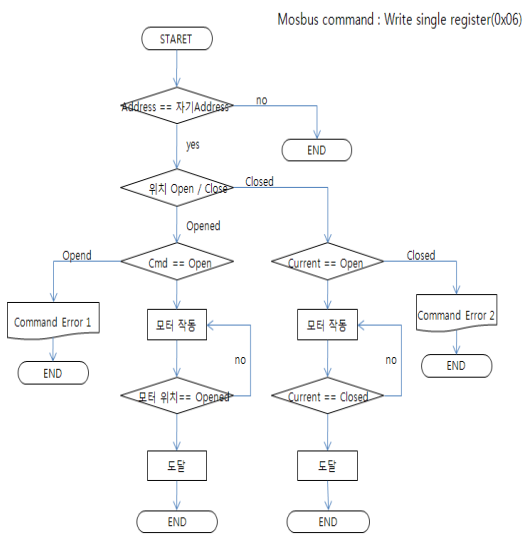 Mosbus command : Write single register(0x06)
STARET
Address == 자기Address
no
END
yes
위치 Open / Close
Closed
Opened
Cmd == Open
Opend
Current == Open
Closed
Command Error 1
모터 작동
모터 작동
Command Error 2
END
no
no
END
모터 위치== Opened
Current == Closed
도달
도달
END
END